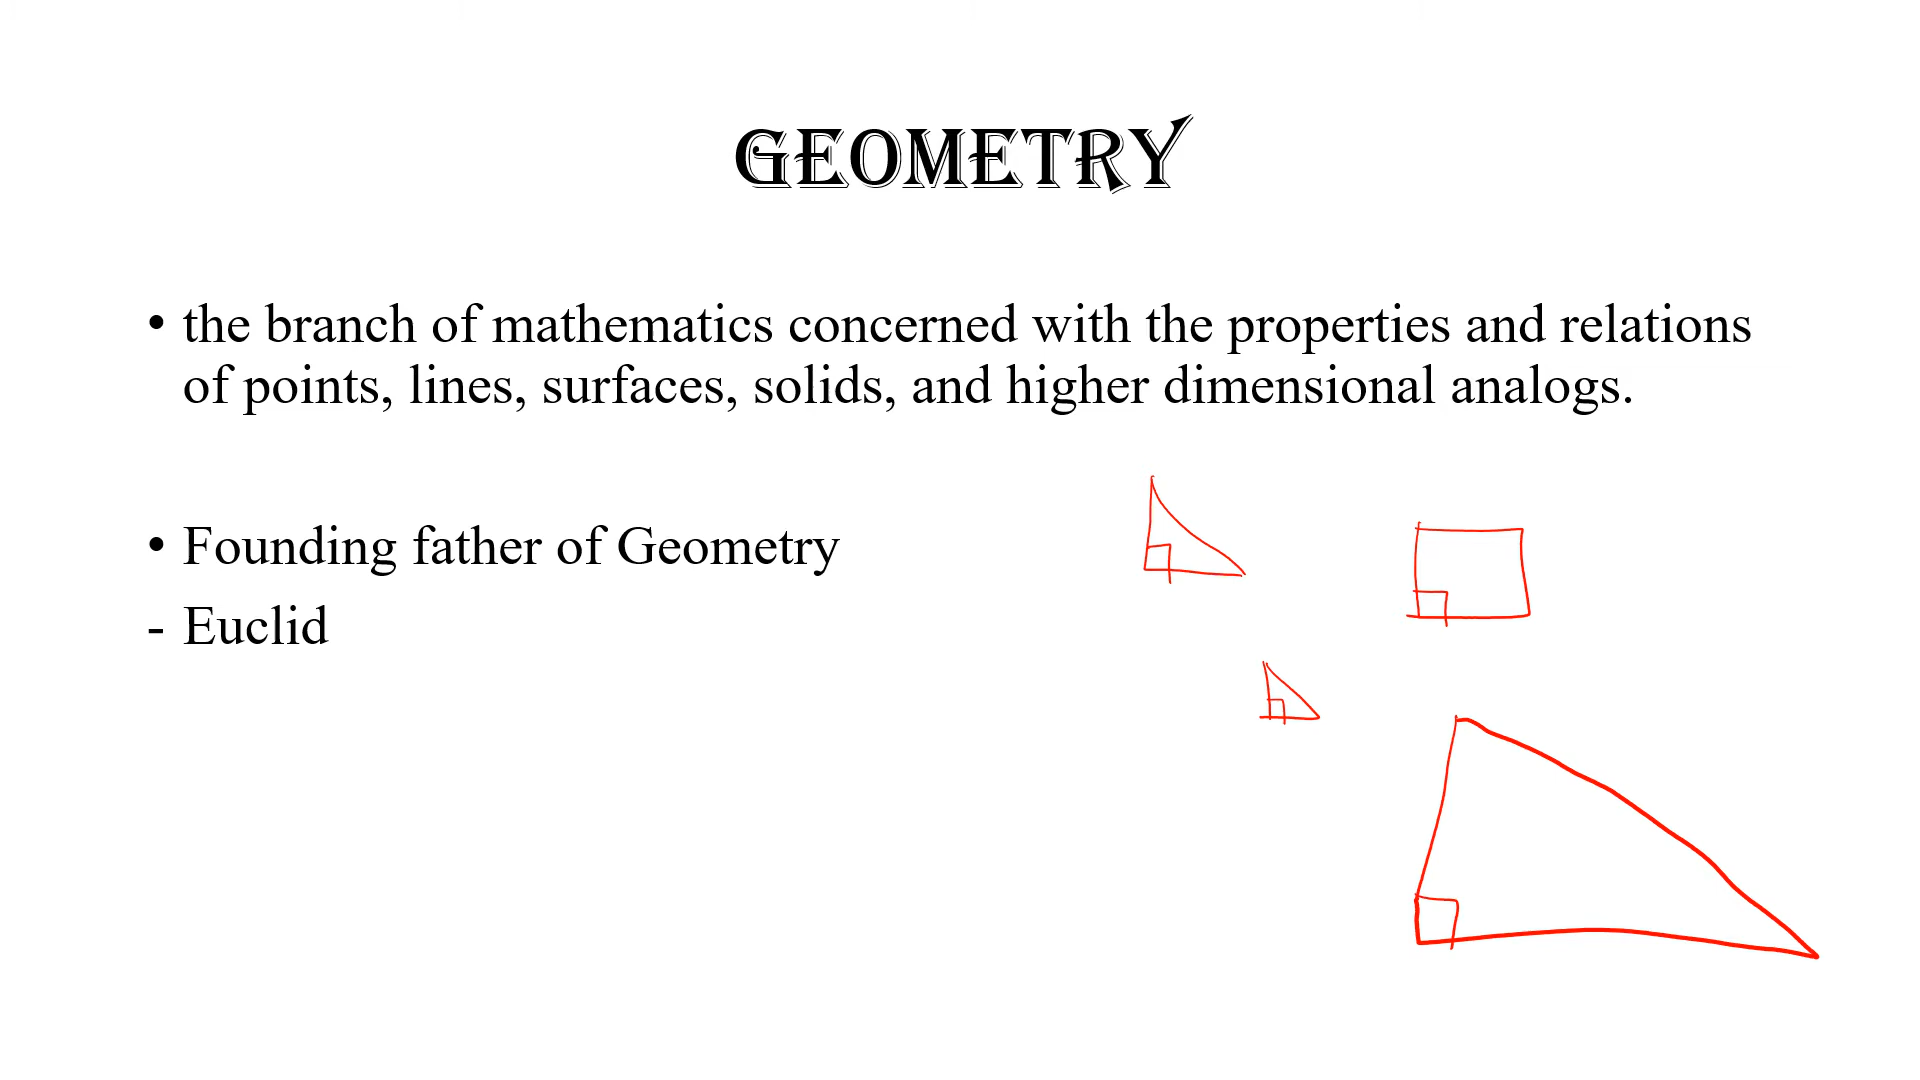 GEOMETRY
• the branch of mathematics concerned with the properties and relations
of points, lines, surfaces, solids, and higher dimensional analogs.
• Founding father of Geometry
- Euclid